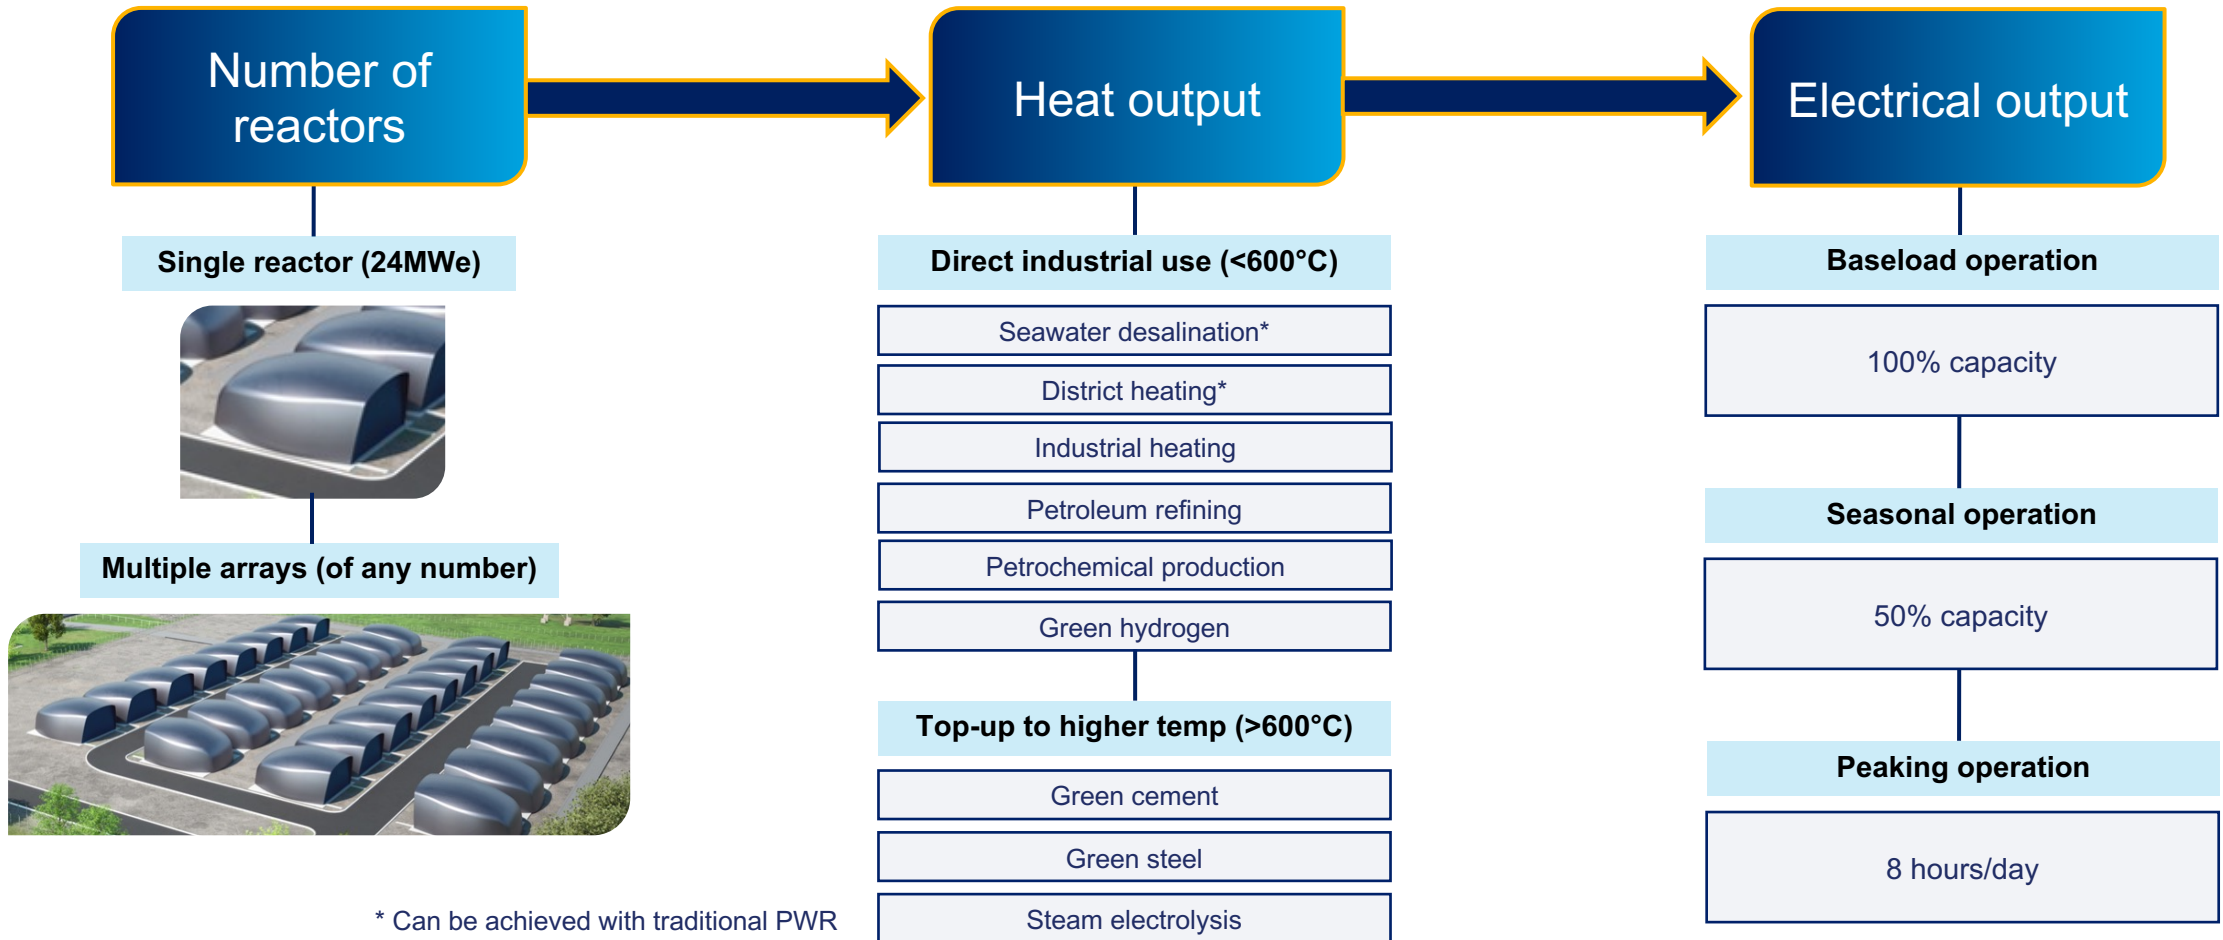 Number of
reactors
Heat output
Electrical output
Single reactor (24MWe)
Multiple arrays (of any number)
Direct industrial use (<600°C)
Seawater desalination*
District heating*
Industrial heating
Petroleum refining
Petrochemical production
Green hydrogen
Top-up to higher temp (>600°C)
Green cement
Green steel
Steam electrolysis
Baseload operation
100% capacity
Seasonal operation
50% capacity
Peaking operation
8 hours/day
* Can be achieved with traditional PWR